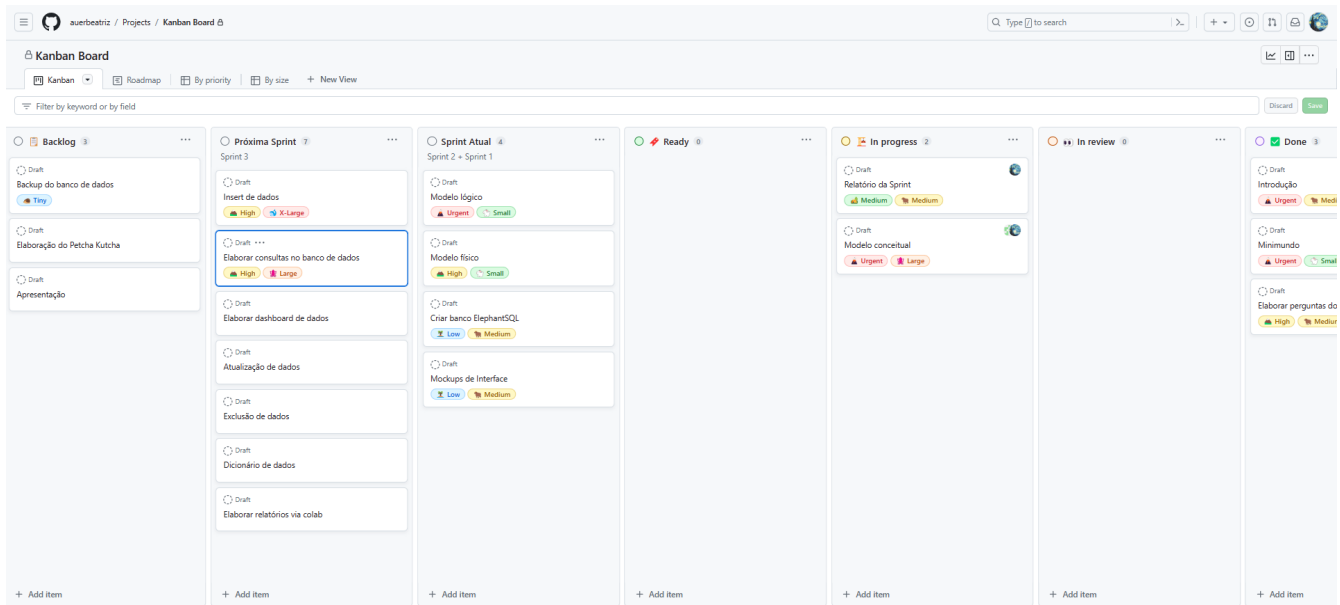 auerbeatriz / Projects / Kanban Board
Type / to search
Kanban Board
Kanban
Roadmap
By priority
By size
+ New View
Filter by keyword or by field
Discard
Save
Backlog 3
Draft
Backup do banco de dados
Tiny
Draft
Elaboração do Petcha Kutcha
Draft
Apresentação
+ Add item
Próxima Sprint 7
Sprint 3
Draft
Insert de dados
High X-Large
Draft
Elaborar consultas no banco de dados
High Large
Draft
Elaborar dashboard de dados
Draft
Atualização de dados
Draft
Exclusão de dados
Draft
Dicionário de dados
Draft
Elaborar relatórios via colab
+ Add item
Sprint Atual 4
Sprint 2 + Sprint 1
Draft
Modelo lógico
Urgent Small
Draft
Modelo físico
High Small
Draft
Criar banco ElephantSQL
Low Medium
Draft
Mockups de Interface
Low Medium
+ Add item
Ready 0
+ Add item
In progress 2
Draft
Relatório da Sprint
Medium Medium
Draft
Modelo conceitual
Urgent Large
+ Add item
In review 0
+ Add item
Done 3
Draft
Introdução
Urgent Medi
Draft
Minimundo
Urgent Small
Draft
Elaborar perguntas do
High Medium
+ Add item